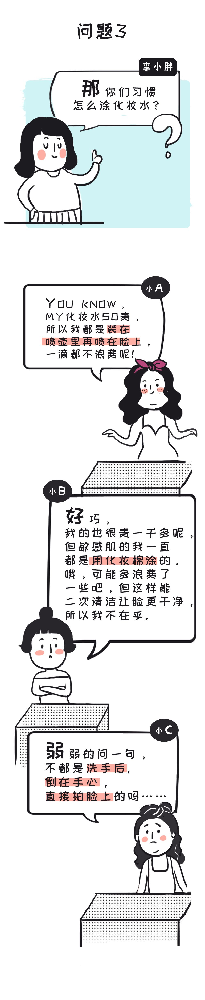 问题3
李小胖
那你们习惯
怎么涂化妆水?
小A
YOU KNOW,
MY化妆水SO贵,
所以我都是装在
喷壶里再喷在脸上,
一滴都不浪费呢!
小B
好巧,
我的也很贵一千多呢,
但敏感肌的我一直
都是用化妆棉涂的.
哦,可能多浪费了
一些吧,但这样能
二次清洁让脸更干净,
所以我不在乎.
小C
弱弱的问一句,
不都是洗手后,
倒在手心,
直接拍脸上的吗……